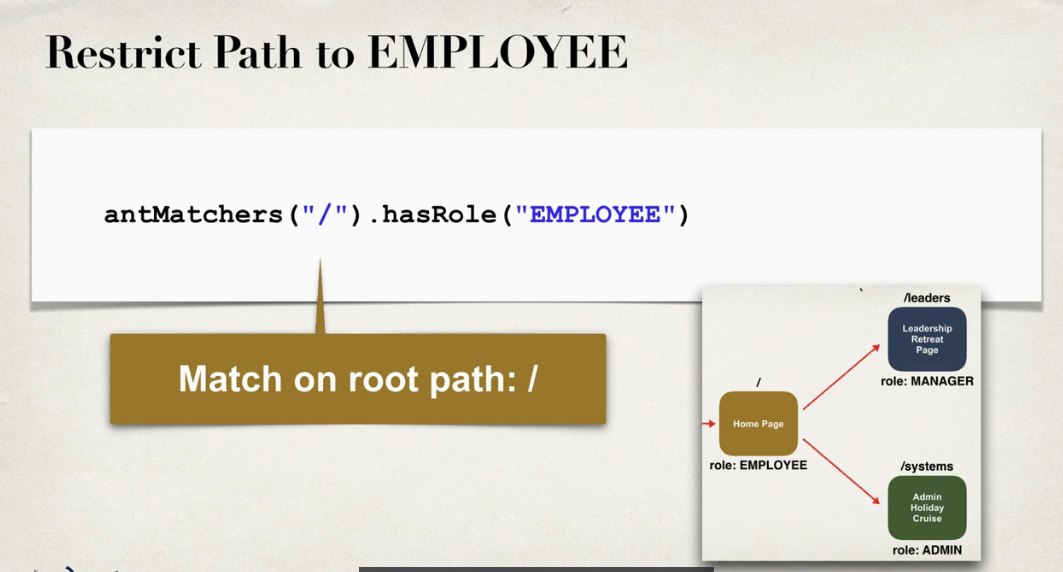 Restrict Path to EMPLOYEE
antMatchers("/").hasRole("EMPLOYEE")
Match on root path: /
/leaders
Leadership
Retreat
Page
role: MANAGER
/
Home Page
role: EMPLOYEE
/systems
Admin
Holiday
Cruise
role: ADMIN